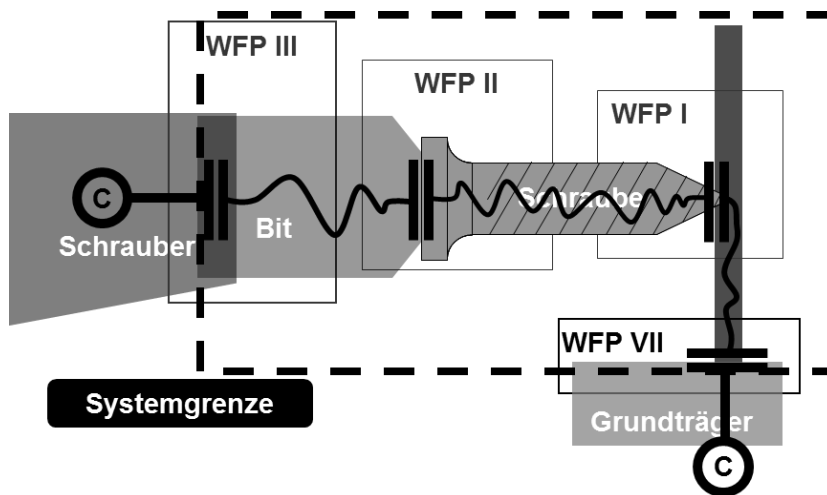 WFP III
WFP II
WFP I
C
Schrauber
Bit
Schraube
WFP VII
Systemgrenze
Grundträger
C